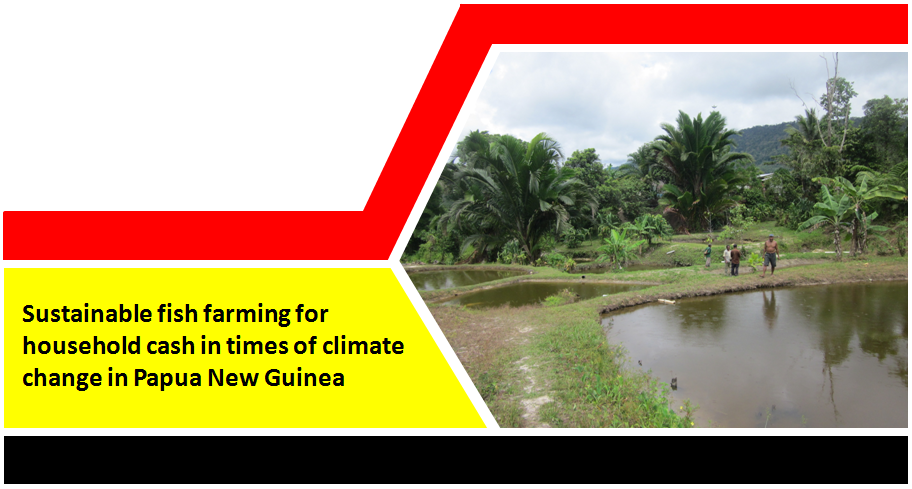 Sustainable fish farming for
household cash in times of climate
change in Papua New Guinea